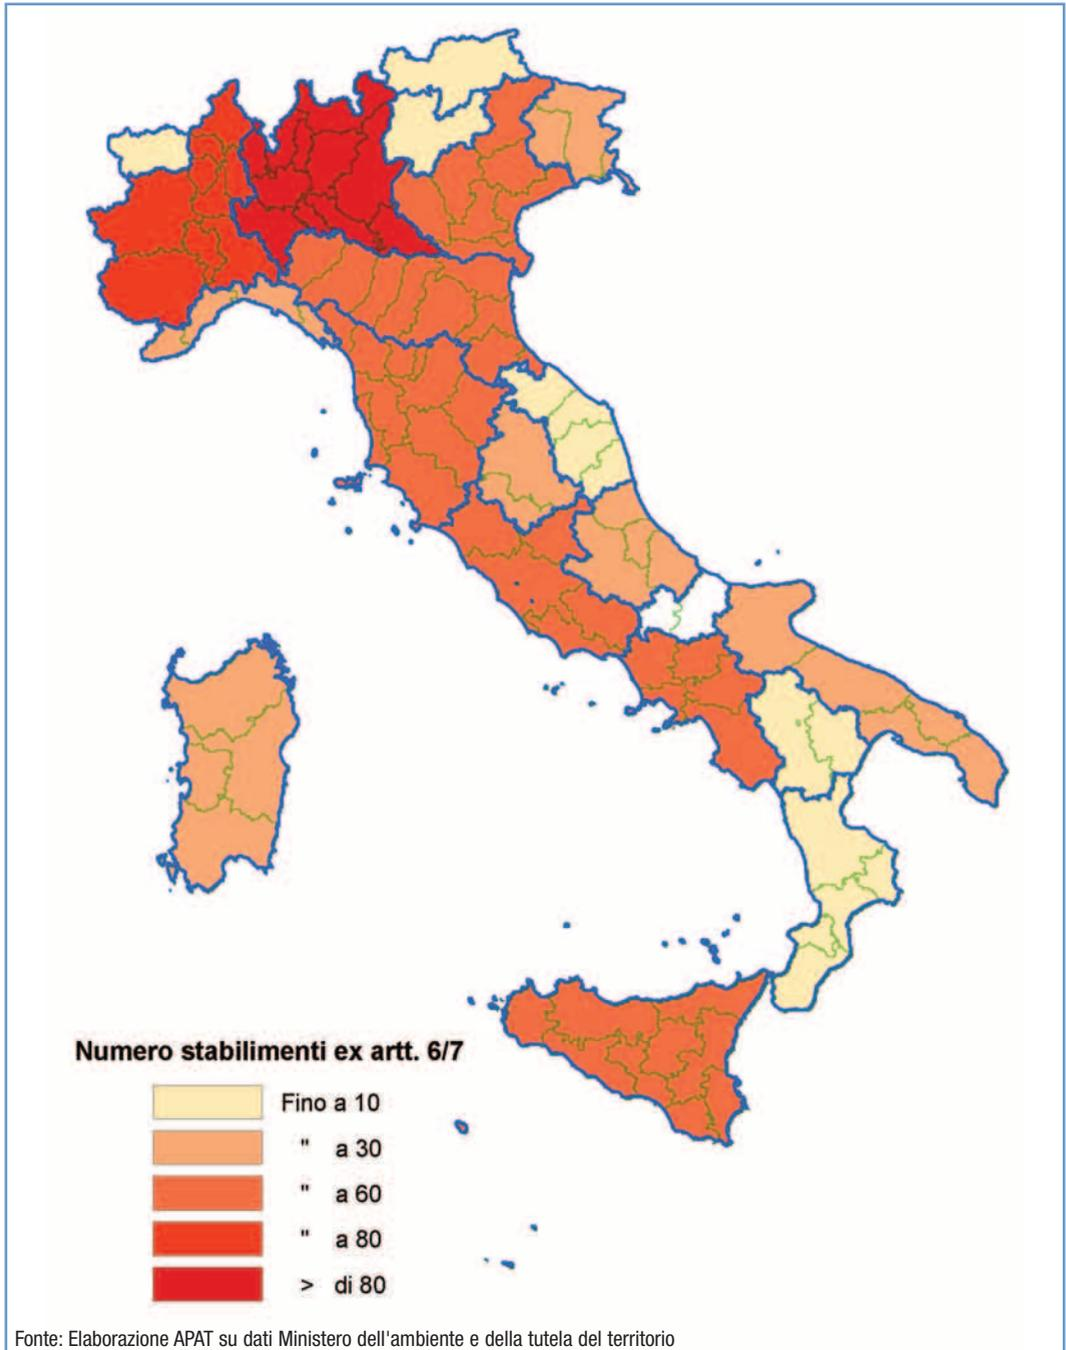 Numero stabilimenti ex artt. 6/7
Fino a 10
" a 30
" a 60
" a 80
> di 80
Fonte: Elaborazione APAT su dati Ministero dell'ambiente e della tutela del territorio